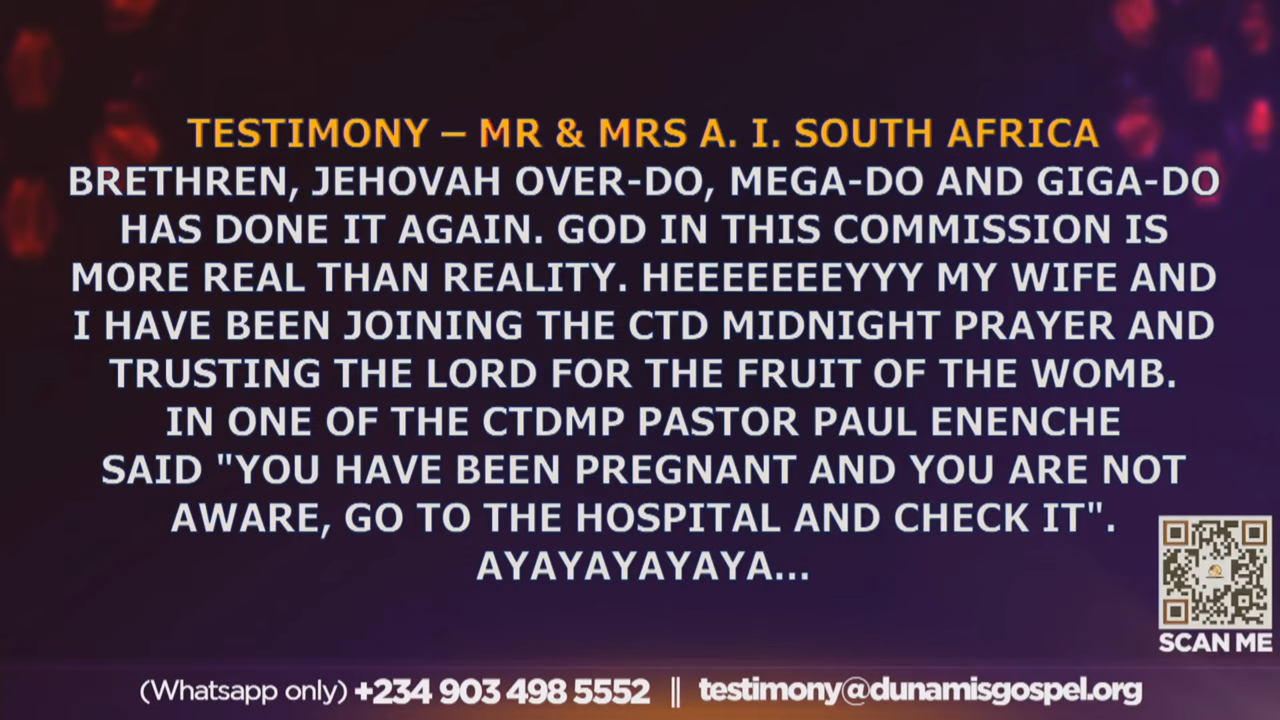 TESTIMONY – MR & MRS A. I. SOUTH AFRICA
BRETHREN, JEHOVAH OVER-DO, MEGA-DO AND GIGA-DO
HAS DONE IT AGAIN. GOD IN THIS COMMISSION IS
MORE REAL THAN REALITY. HEEEEEEEYYY MY WIFE AND
I HAVE BEEN JOINING THE CTD MIDNIGHT PRAYER AND
TRUSTING THE LORD FOR THE FRUIT OF THE WOMB.
IN ONE OF THE CTDMP PASTOR PAUL ENENCHE
SAID "YOU HAVE BEEN PREGNANT AND YOU ARE NOT
AWARE, GO TO THE HOSPITAL AND CHECK IT".
AYAYAYAYAYA...
SCAN ME
(Whatsapp only) +234 903 498 5552 || testimony@dunamisgospel.org